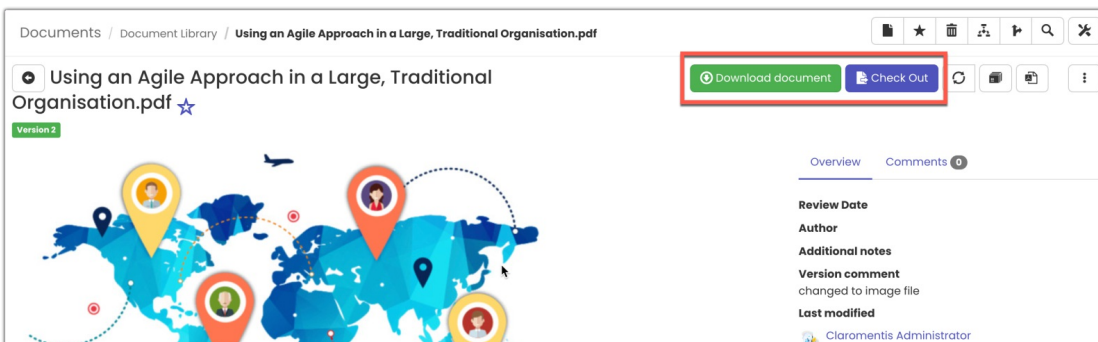 Documents / Document Library / Using an Agile Approach in a Large, Traditional Organisation.pdf
Using an Agile Approach in a Large, Traditional
Organisation.pdf
Download document
Check Out
Version 2
Overview
Comments 0
Review Date
Author
Additional notes
Version comment
changed to image file
Last modified
Claromentis Administrator